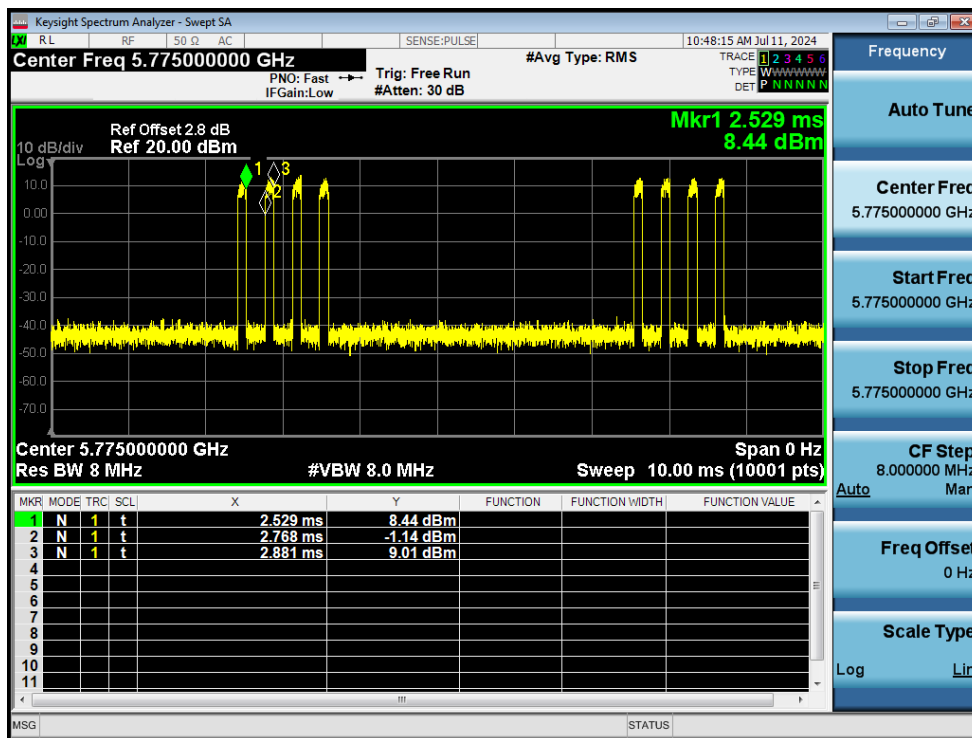 Keysight Spectrum Analyzer - Swept SA
LXI RL RF 50 Ω AC SENSE:PULSE 10:48:15 AM Jul 11, 2024
Center Freq 5.775000000 GHz #Avg Type: RMS TRACE 1 2 3 4 5 6
PNO: Fast Trig: Free Run TYPE WWWWWW
IFGain:Low #Atten: 30 dB DET P N N N N N
Frequency
Auto Tune
Center Freq
5.775000000 GHz
Start Freq
5.775000000 GHz
Stop Freq
5.775000000 GHz
CF Step
8.000000 MHz
Auto Man
Freq Offset
0 Hz
Scale Type
Log Lin
Mkr1 2.529 ms
8.44 dBm
Ref Offset 2.8 dB
10 dB/div Ref 20.00 dBm
Log
1 3
2
10.0
0.00
-10.0
-20.0
-30.0
-40.0
-50.0
-60.0
-70.0
Center 5.775000000 GHz Span 0 Hz
Res BW 8 MHz #VBW 8.0 MHz Sweep 10.00 ms (10001 pts)
MKR MODE TRC SCL X Y FUNCTION FUNCTION WIDTH FUNCTION VALUE
1 N 1 t 2.529 ms 8.44 dBm
2 N 1 t 2.768 ms -1.14 dBm
3 N 1 t 2.881 ms 9.01 dBm
4
5
6
7
8
9
10
11
MSG STATUS